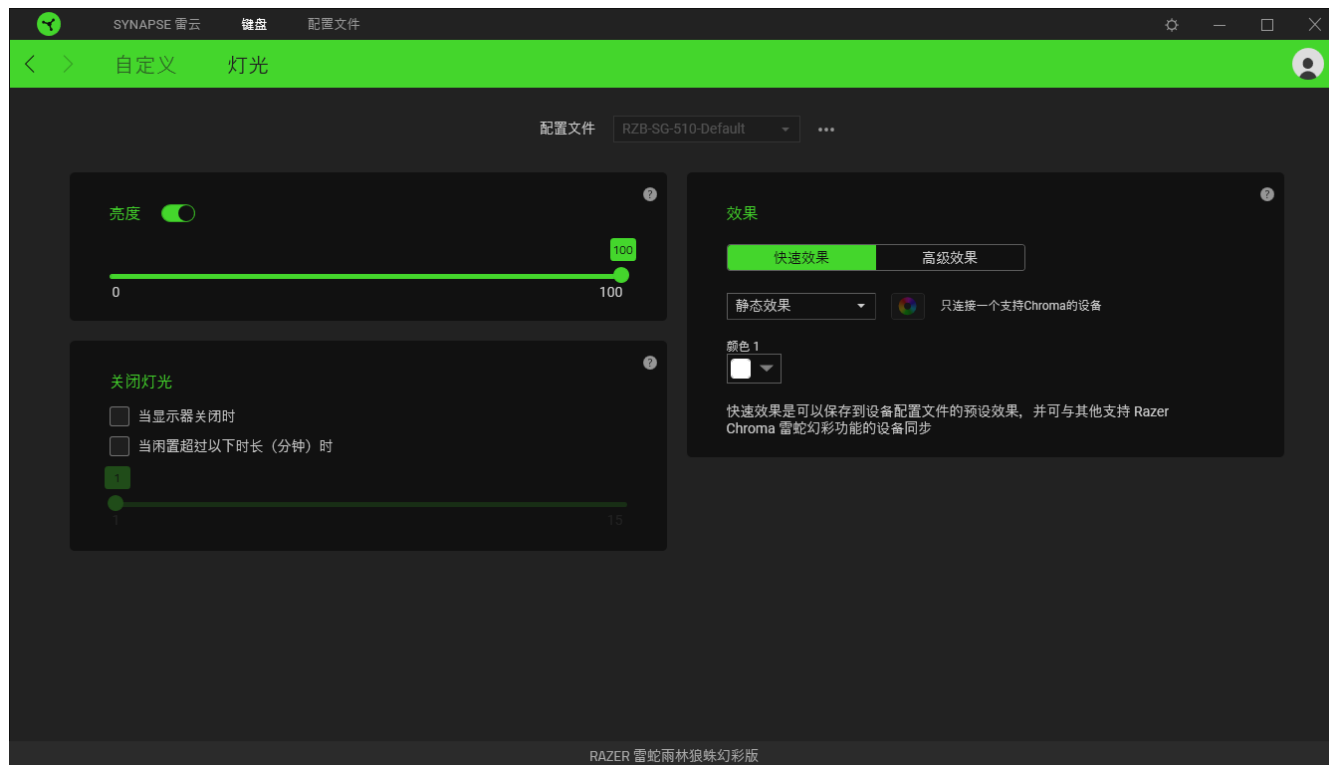 SYNAPSE 雷云 键盘 配置文件
自定义 灯光
配置文件 RZB-SG-510-Default
亮度
100
0 100
关闭灯光
当显示器关闭时
当闲置超过以下时长（分钟）时
1
1 15
效果
快速效果 高级效果
静态效果 只连接一个支持Chroma的设备
颜色 1
快速效果是可以保存到设备配置文件的预设效果，并可与其他支持 Razer
Chroma 雷蛇幻彩功能的设备同步
RAZER 雷蛇雨林狼蛛幻彩版